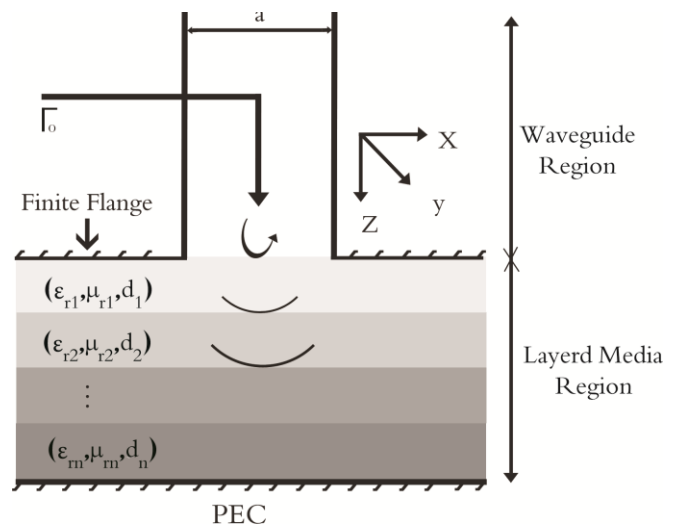 a
Γₒ
X
y
Z
Waveguide
Region
Finite Flange
(εr1,μr1,d1)
(εr2,μr2,d2)
⋮
(εrn,μrn,dn)
Layerd Media
Region
PEC